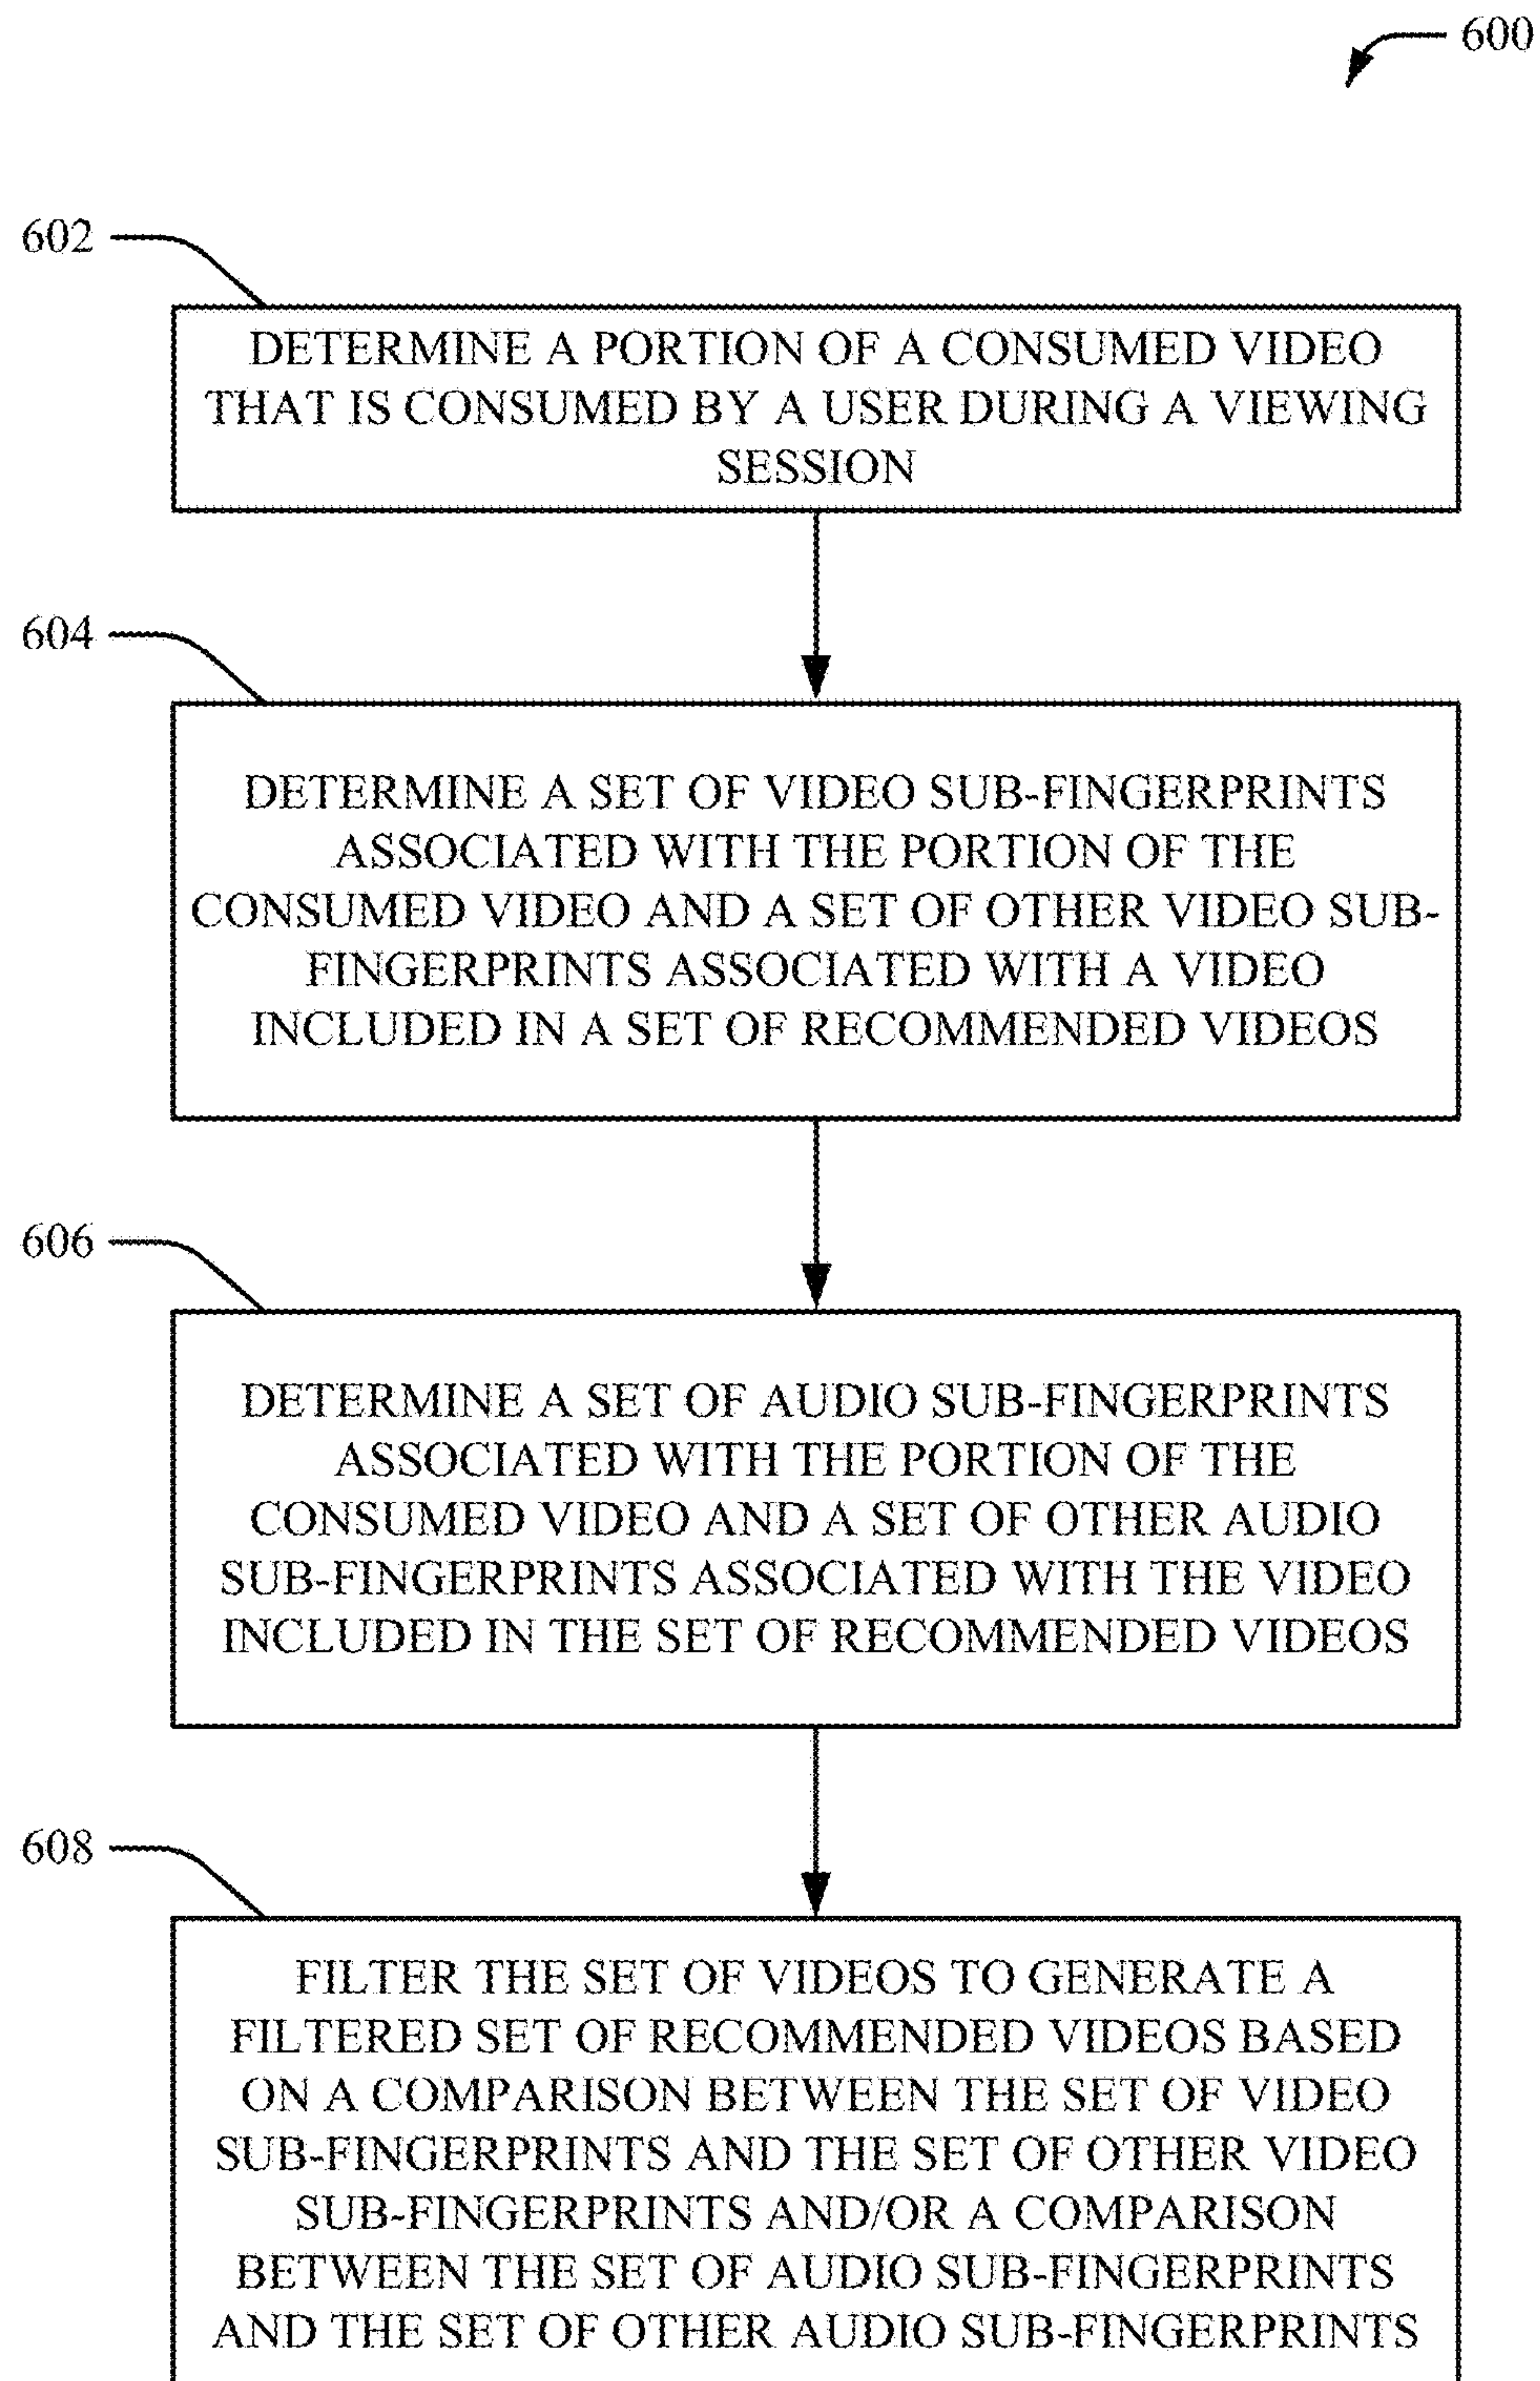 600
602
DETERMINE A PORTION OF A CONSUMED VIDEO
THAT IS CONSUMED BY A USER DURING A VIEWING
SESSION
604
DETERMINE A SET OF VIDEO SUB-FINGERPRINTS
ASSOCIATED WITH THE PORTION OF THE
CONSUMED VIDEO AND A SET OF OTHER VIDEO SUB-
FINGERPRINTS ASSOCIATED WITH A VIDEO
INCLUDED IN A SET OF RECOMMENDED VIDEOS
606
DETERMINE A SET OF AUDIO SUB-FINGERPRINTS
ASSOCIATED WITH THE PORTION OF THE
CONSUMED VIDEO AND A SET OF OTHER AUDIO
SUB-FINGERPRINTS ASSOCIATED WITH THE VIDEO
INCLUDED IN THE SET OF RECOMMENDED VIDEOS
608
FILTER THE SET OF VIDEOS TO GENERATE A
FILTERED SET OF RECOMMENDED VIDEOS BASED
ON A COMPARISON BETWEEN THE SET OF VIDEO
SUB-FINGERPRINTS AND THE SET OF OTHER VIDEO
SUB-FINGERPRINTS AND/OR A COMPARISON
BETWEEN THE SET OF AUDIO SUB-FINGERPRINTS
AND THE SET OF OTHER AUDIO SUB-FINGERPRINTS